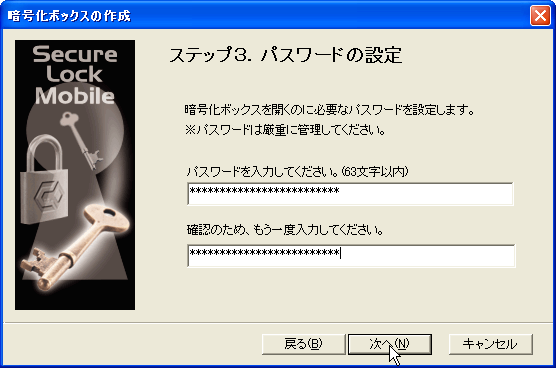 暗号化ボックスの作成
Secure
Lock
Mobile
ステップ3. パスワードの設定
暗号化ボックスを開くのに必要なパスワードを設定します。
※パスワードは厳重に管理してください。
パスワードを入力してください。(63文字以内)
*************************
確認のため、もう一度入力してください。
*************************
戻る(B)
次へ(N)
キャンセル